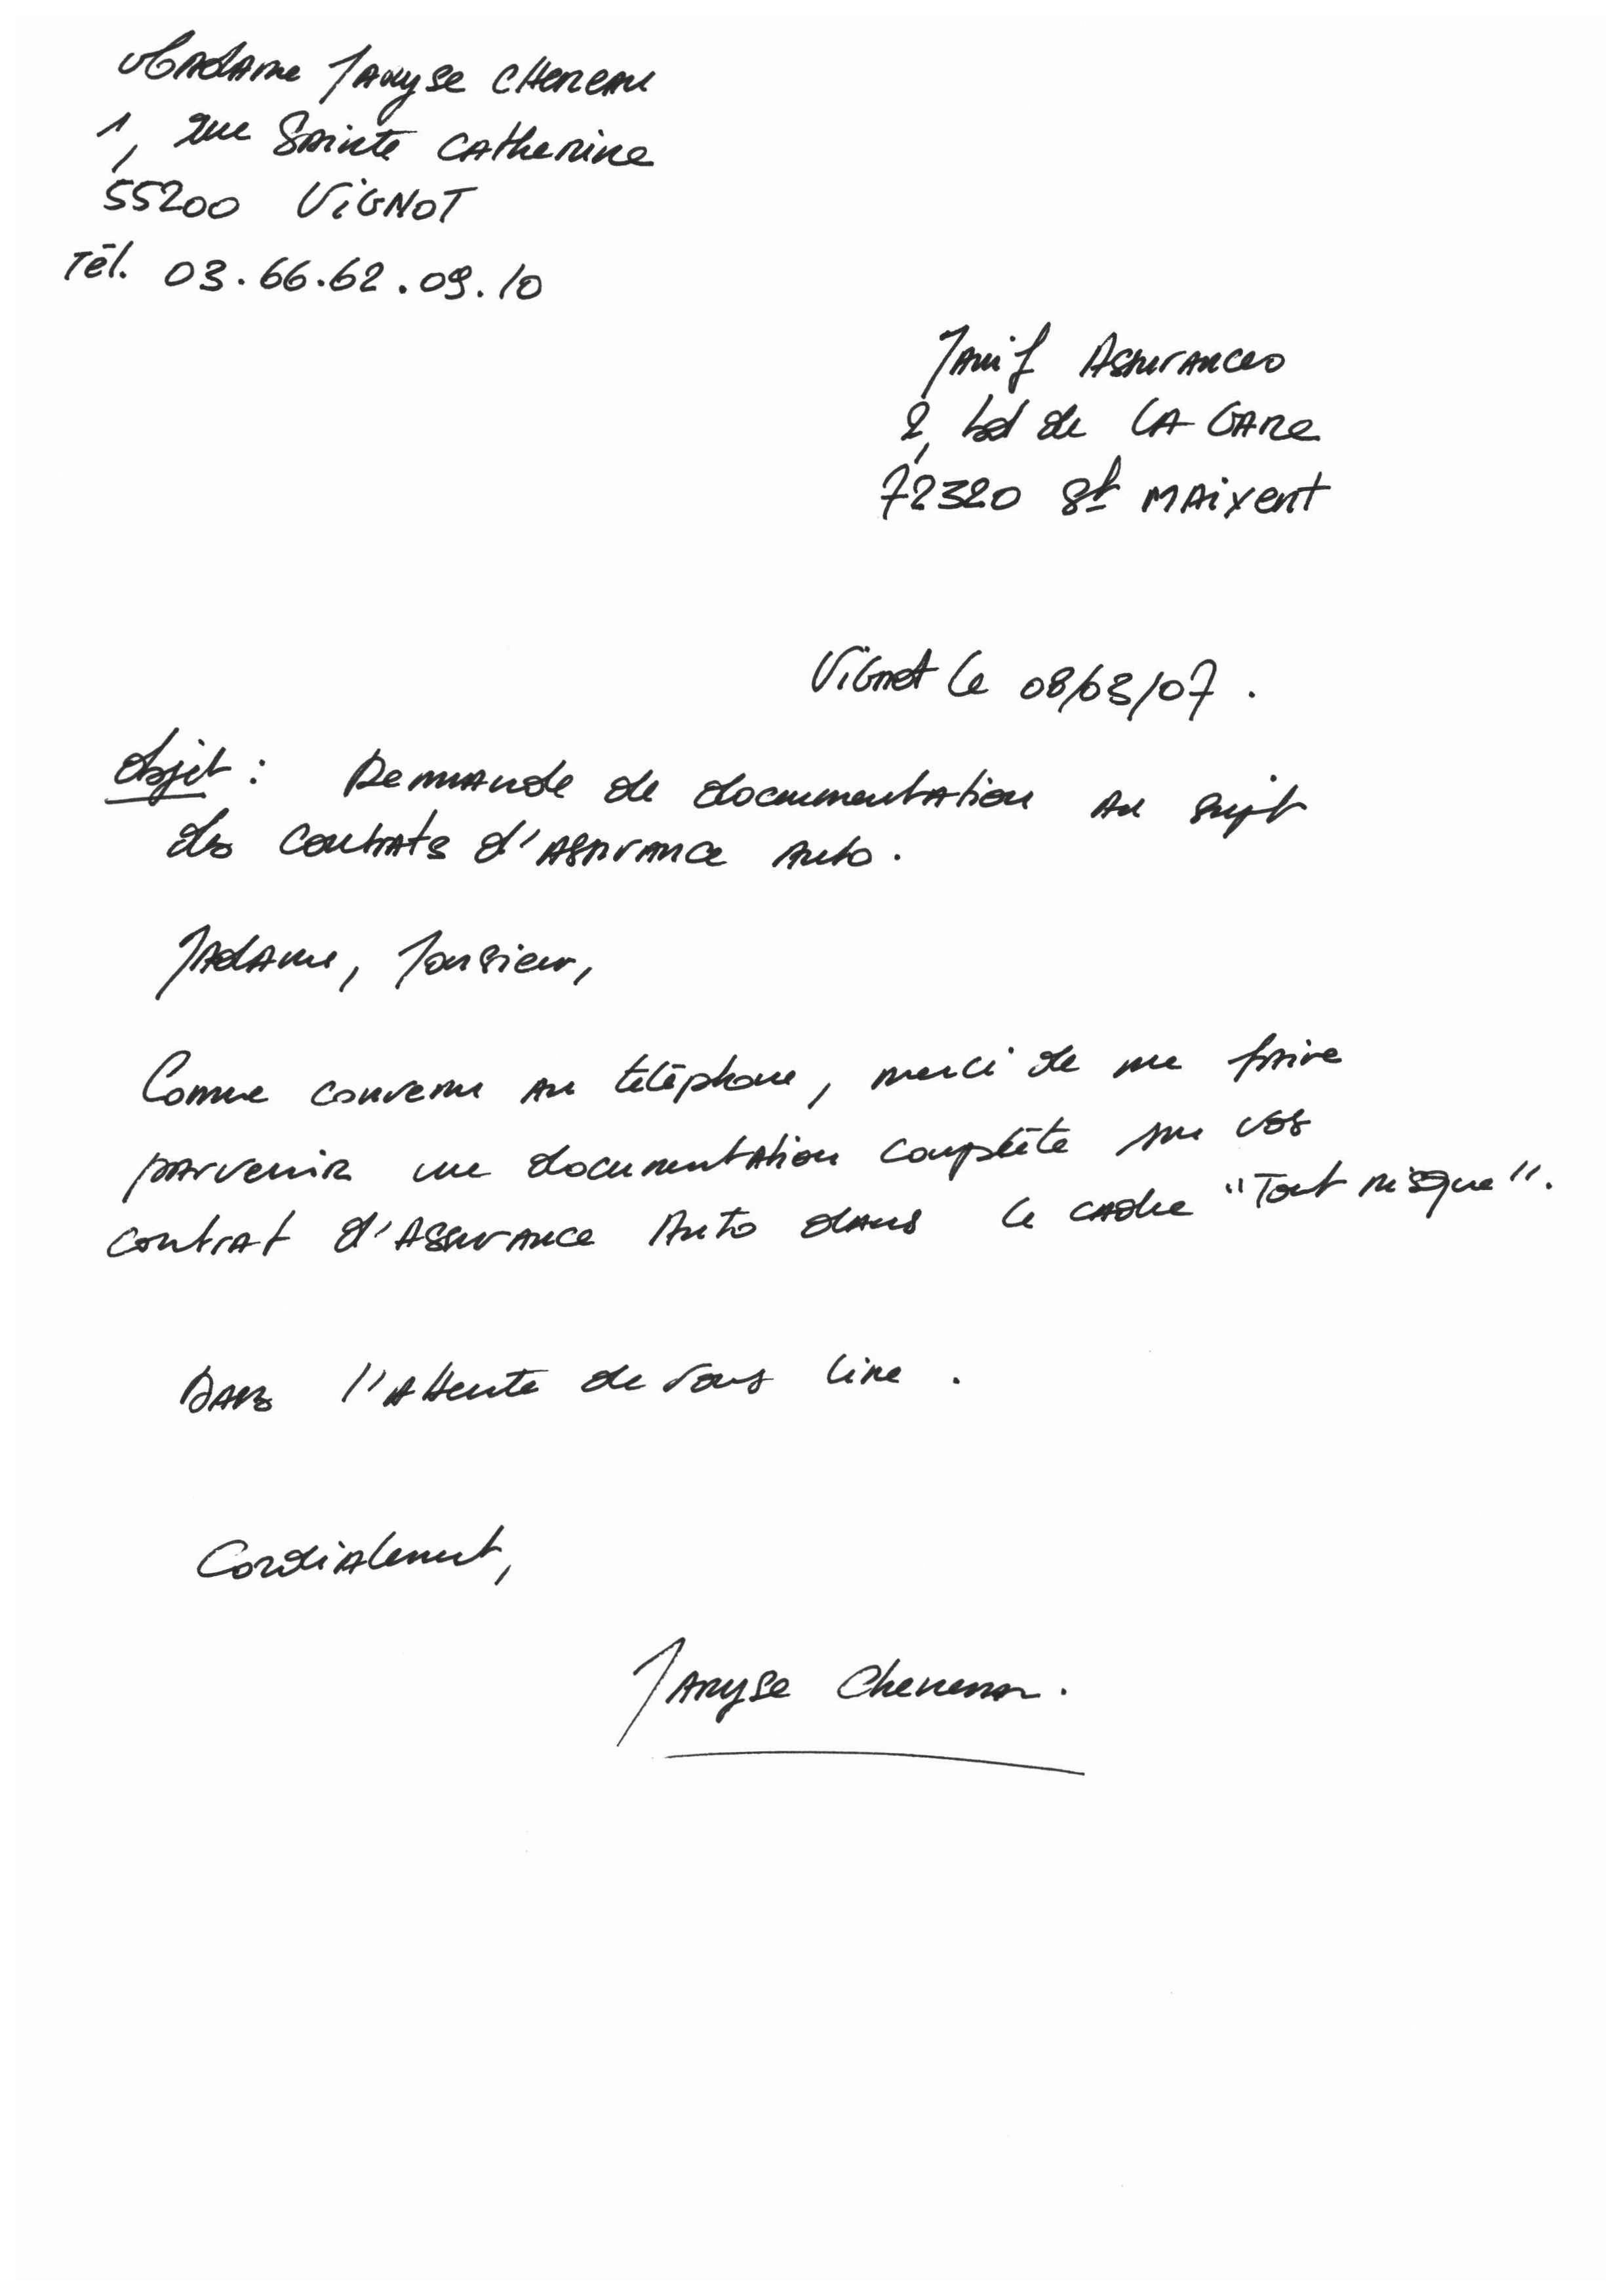 Madame Maryse CHENEAU
1, rue Sainte Catherine
55200 VIGNOT
Tél. 03.66.62.09.10
Maaf Assurances
2, bd de LA GARE
72320 St MAixent
Vignot le 08/03/07.
Objet : Demande de documentation au sujet
des contrats d'assurance auto.
Madame, Monsieur,
Comme convenu au téléphone, merci de me faire
parvenir une documentation complète sur vos
contrat d'Assurance Auto dans le cadre "Tout risque".
Dans l'attente de vous lire.
Cordialement,
Maryse Cheneau.